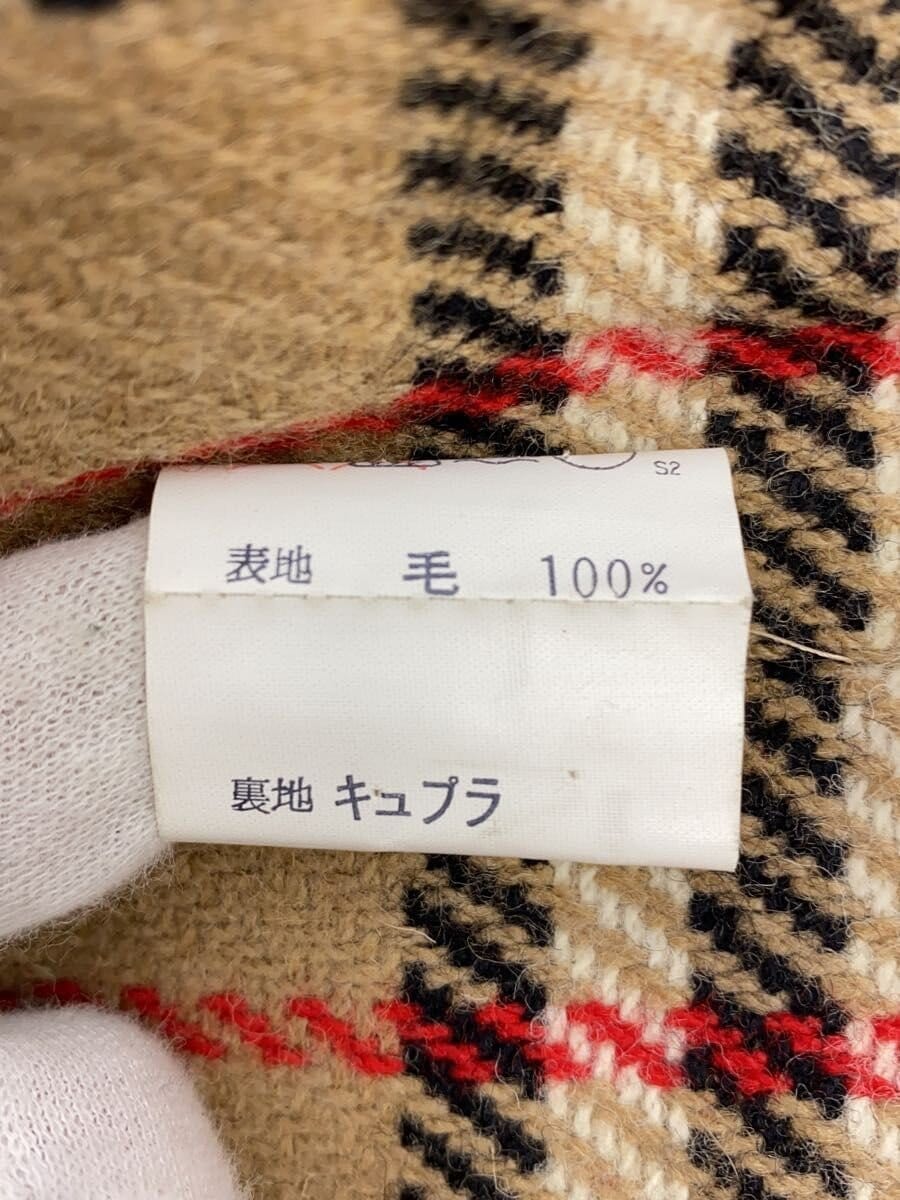 S2
表地 毛 100%
裏地 キュプラ